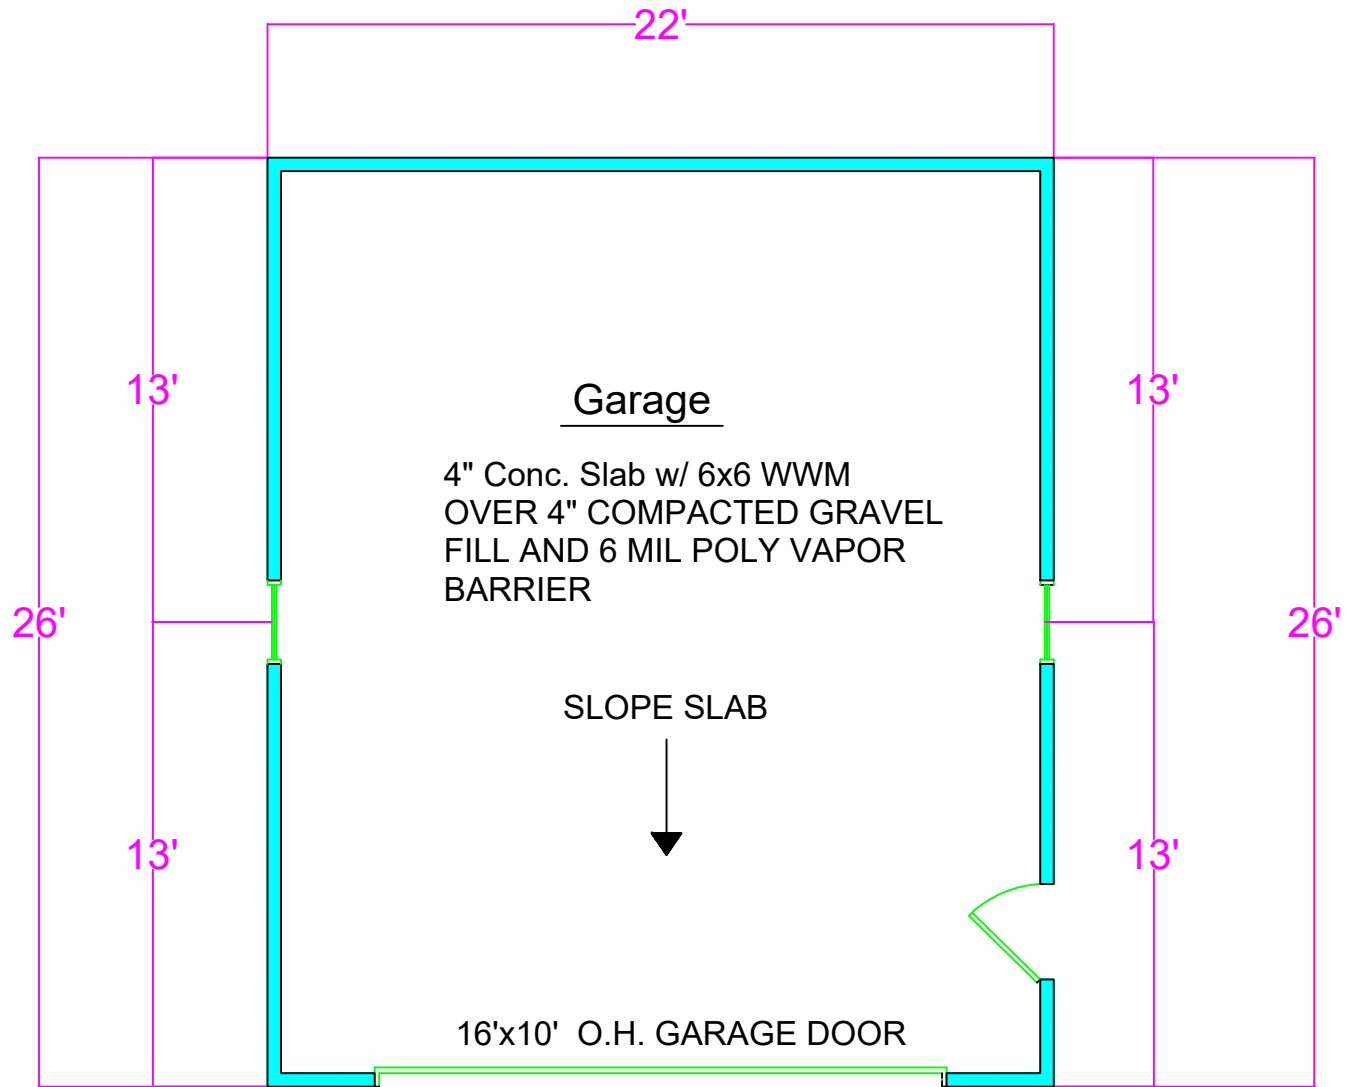 22'
13'
13'
Garage
4" Conc. Slab w/ 6x6 WWM
OVER 4" COMPACTED GRAVEL
FILL AND 6 MIL POLY VAPOR
BARRIER
26'
26'
SLOPE SLAB
13'
13'
16'x10' O.H. GARAGE DOOR